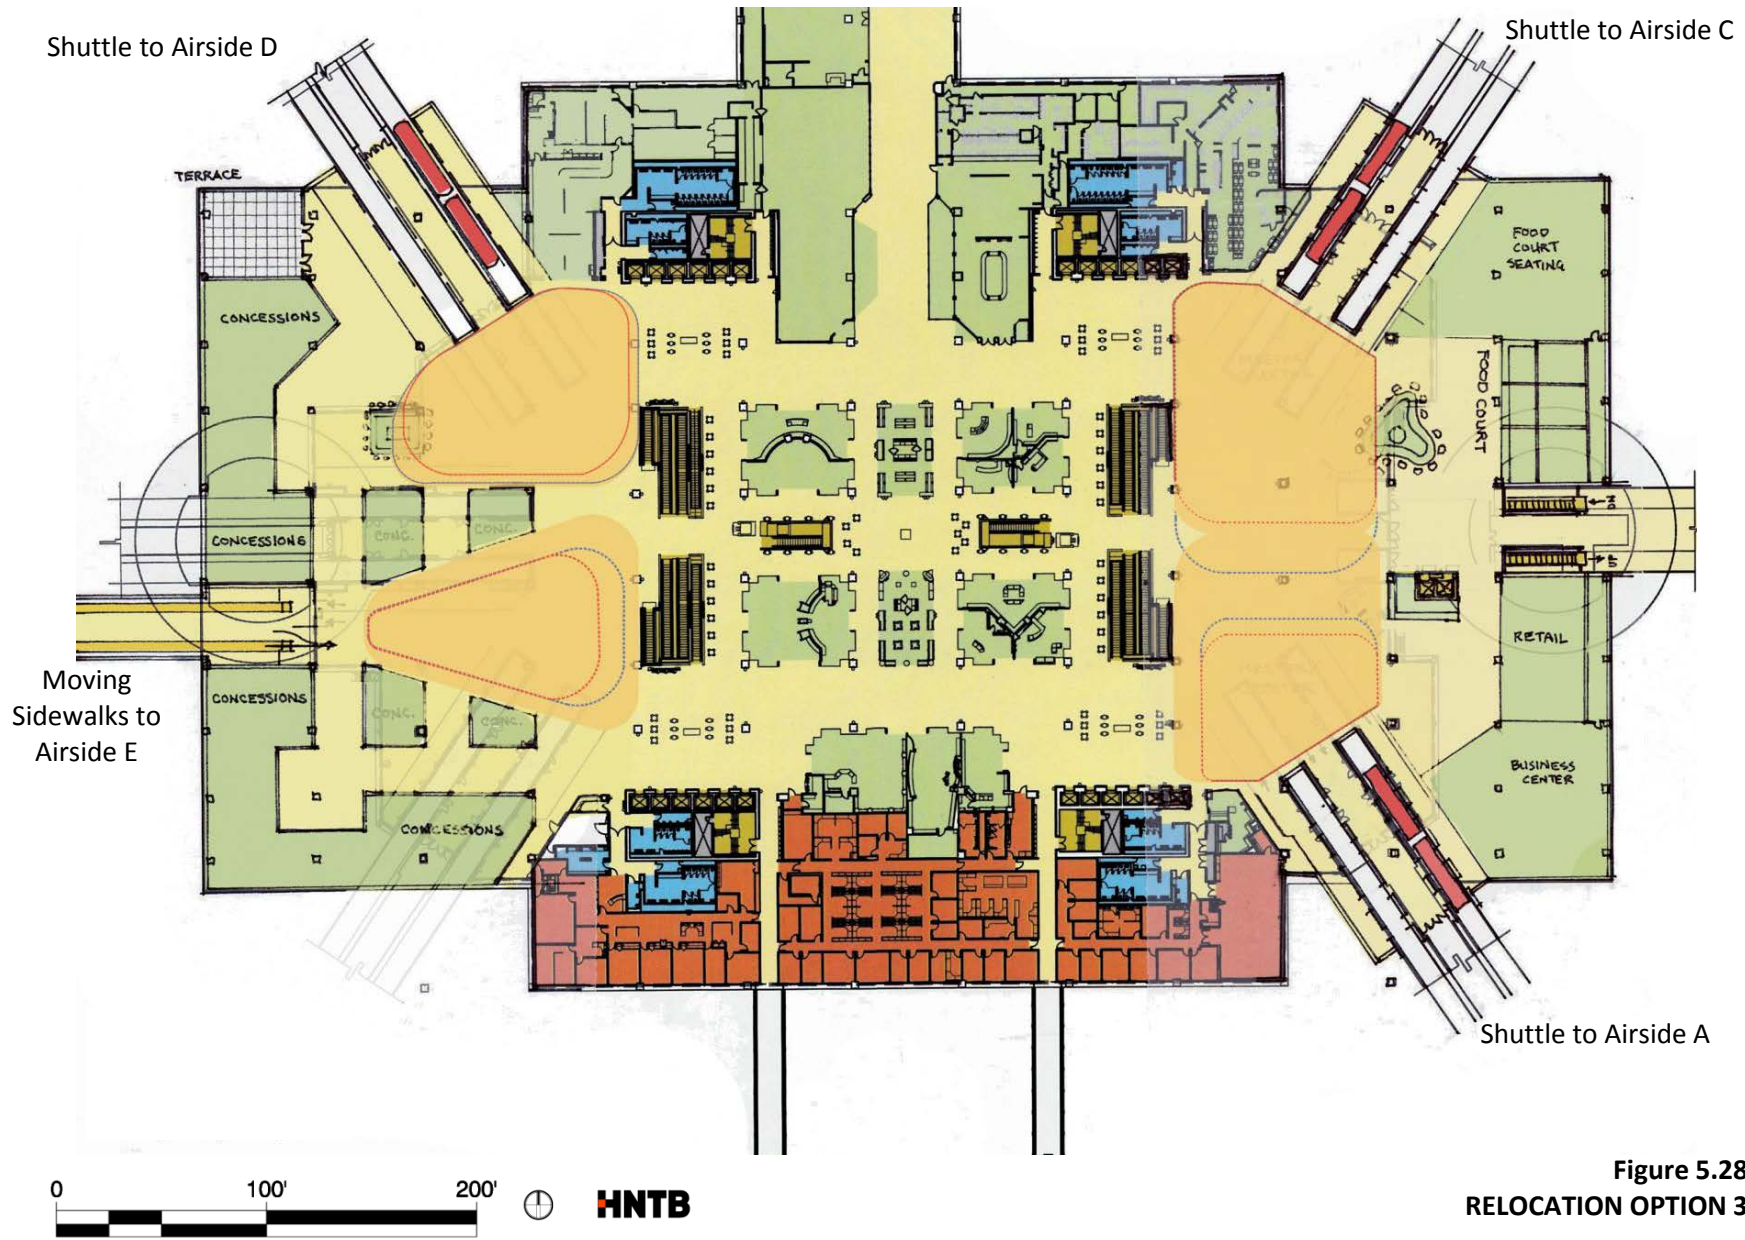 Shuttle to Airside D
Shuttle to Airside C
TERRACE
FOOD
COURT
SEATING
CONCESSIONS
FOOD COURT
CONCESSIONS
CONC.
CONC.
UP
RETAIL
Moving
Sidewalks to
Airside E
CONCESSIONS
CONC.
CONC.
BUSINESS
CENTER
CONCESSIONS
Shuttle to Airside A
Figure 5.28
RELOCATION OPTION 3
0 100' 200'
HNTB